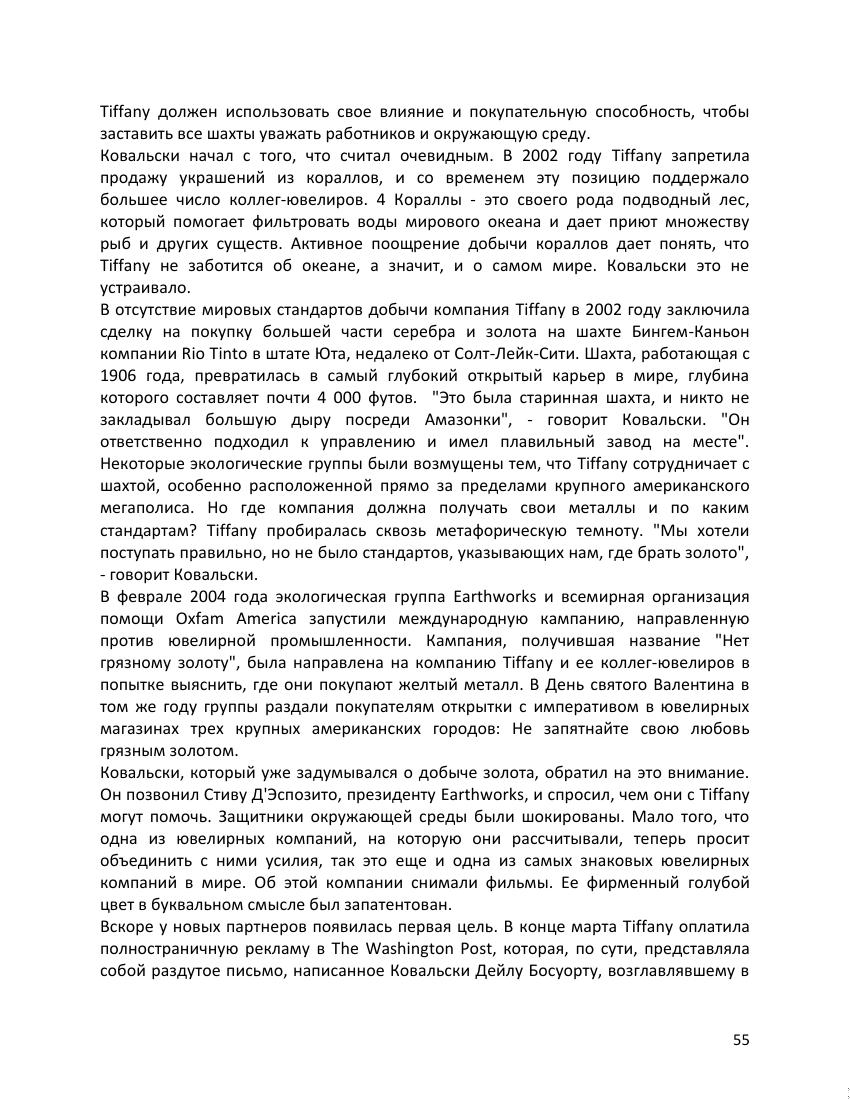 Tiffany должен использовать свое влияние и покупательную способность, чтобы
заставить все шахты уважать работников и окружающую среду.
Ковальски начал с того, что считал очевидным. В 2002 году Tiffany запретила
продажу украшений из кораллов, и со временем эту позицию поддержало
большее число коллег-ювелиров. 4 Кораллы - это своего рода подводный лес,
который помогает фильтровать воды мирового океана и дает приют множеству
рыб и других существ. Активное поощрение добычи кораллов дает понять, что
Tiffany не заботится об океане, а значит, и о самом мире. Ковальски это не
устраивало.
В отсутствие мировых стандартов добычи компания Tiffany в 2002 году заключила
сделку на покупку большей части серебра и золота на шахте Бингем-Каньон
компании Rio Tinto в штате Юта, недалеко от Солт-Лейк-Сити. Шахта, работающая с
1906 года, превратилась в самый глубокий открытый карьер в мире, глубина
которого составляет почти 4 000 футов. "Это была старинная шахта, и никто не
закладывал большую дыру посреди Амазонки", - говорит Ковальски. "Он
ответственно подходил к управлению и имел плавильный завод на месте".
Некоторые экологические группы были возмущены тем, что Tiffany сотрудничает с
шахтой, особенно расположенной прямо за пределами крупного американского
мегаполиса. Но где компания должна получать свои металлы и по каким
стандартам? Tiffany пробиралась сквозь метафорическую темноту. "Мы хотели
поступать правильно, но не было стандартов, указывающих нам, где брать золото",
- говорит Ковальски.
В феврале 2004 года экологическая группа Earthworks и всемирная организация
помощи Oxfam America запустили международную кампанию, направленную
против ювелирной промышленности. Кампания, получившая название "Нет
грязному золоту", была направлена на компанию Tiffany и ее коллег-ювелиров в
попытке выяснить, где они покупают желтый металл. В День святого Валентина в
том же году группы раздали покупателям открытки с императивом в ювелирных
магазинах трех крупных американских городов: Не запятнайте свою любовь
грязным золотом.
Ковальски, который уже задумывался о добыче золота, обратил на это внимание.
Он позвонил Стиву Д'Эспозито, президенту Earthworks, и спросил, чем они с Tiffany
могут помочь. Защитники окружающей среды были шокированы. Мало того, что
одна из ювелирных компаний, на которую они рассчитывали, теперь просит
объединить с ними усилия, так это еще и одна из самых знаковых ювелирных
компаний в мире. Об этой компании снимали фильмы. Ее фирменный голубой
цвет в буквальном смысле был запатентован.
Вскоре у новых партнеров появилась первая цель. В конце марта Tiffany оплатила
полностраничную рекламу в The Washington Post, которая, по сути, представляла
собой раздутое письмо, написанное Ковальски Дейлу Босуорту, возглавлявшему в
55